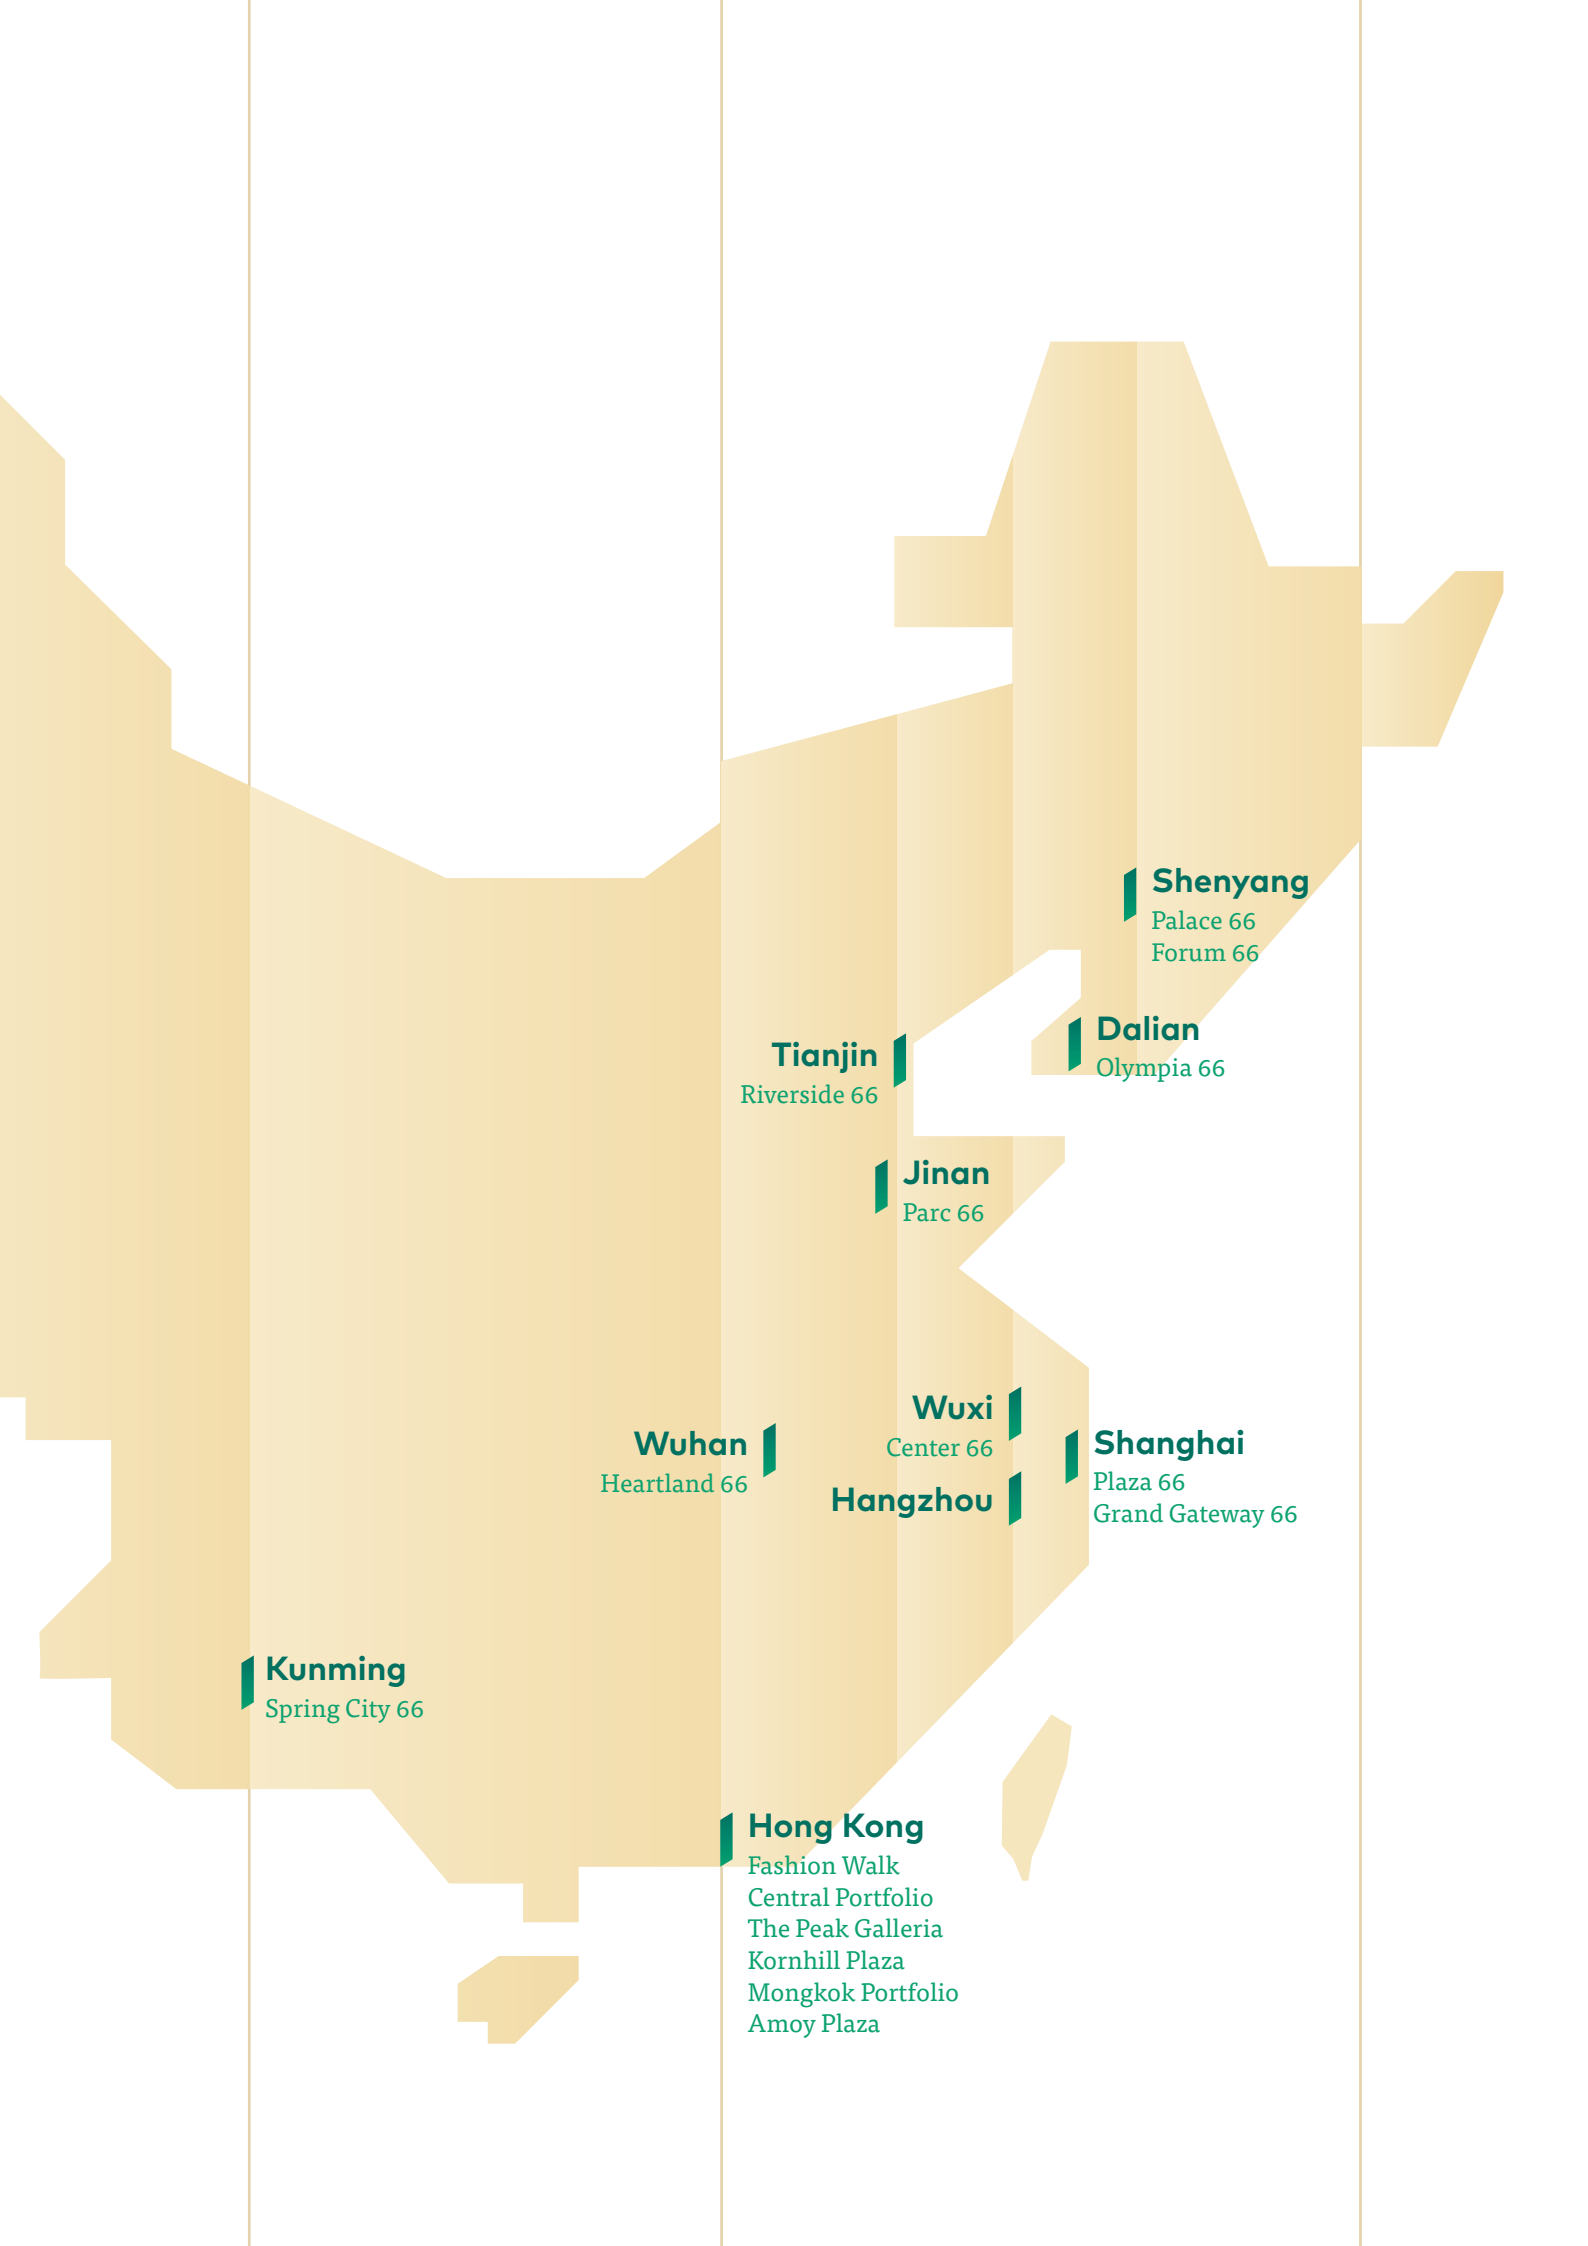 Shenyang
Palace 66
Forum 66
Dalian
Olympia 66
Tianjin
Riverside 66
Jinan
Parc 66
Wuxi
Center 66
Wuhan
Heartland 66
Shanghai
Plaza 66
Grand Gateway 66
Hangzhou
Kunming
Spring City 66
Hong Kong
Fashion Walk
Central Portfolio
The Peak Galleria
Kornhill Plaza
Mongkok Portfolio
Amoy Plaza